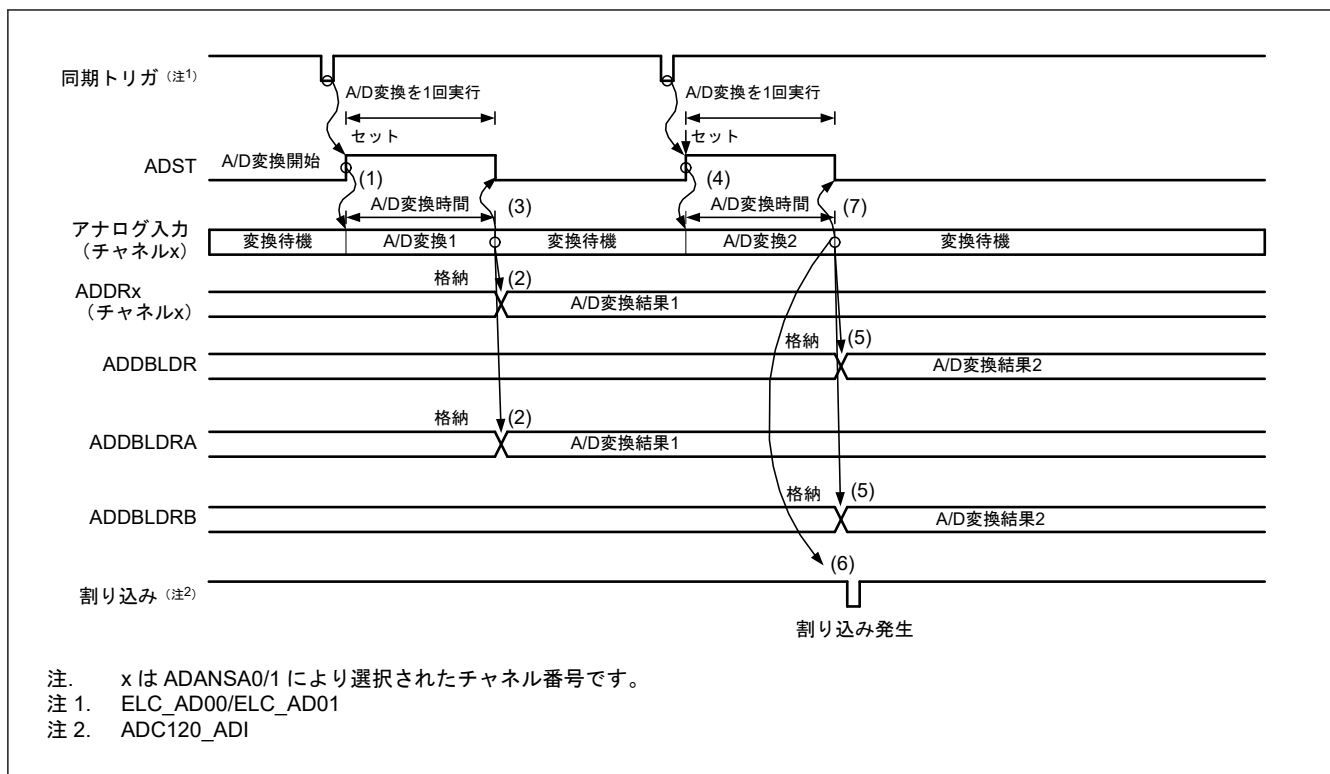 同期トリガ（注1）
A/D変換を1回実行
A/D変換を1回実行
セット
セット
ADST
A/D変換開始
(1)
(4)
A/D変換時間
(3)
A/D変換時間
(7)
アナログ入力
（チャネルx）
変換待機
A/D変換1
変換待機
A/D変換2
変換待機
格納
(2)
ADDRx
（チャネルx）
A/D変換結果1
格納
(5)
ADDBLDR
A/D変換結果2
格納
(2)
ADDBLDRA
A/D変換結果1
格納
(5)
ADDBLDRB
A/D変換結果2
(6)
割り込み（注2）
割り込み発生
注. x は ADANSA0/1 により選択されたチャネル番号です。
注 1. ELC_AD00/ELC_AD01
注 2. ADC120_ADI